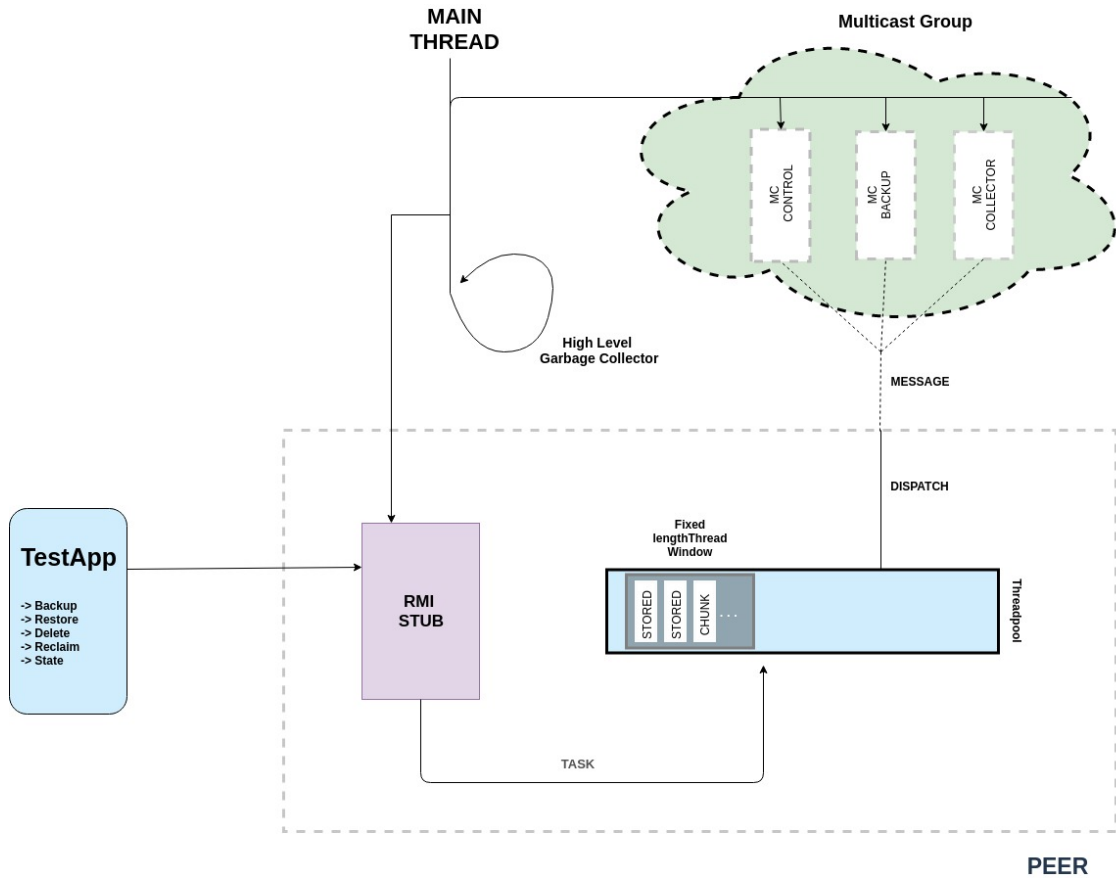 MAIN
THREAD
Multicast Group
MC
CONTROL
MC
BACKUP
MC
COLLECTOR
High Level
Garbage Collector
MESSAGE
DISPATCH
TestApp
-> Backup
-> Restore
-> Delete
-> Reclaim
-> State
RMI
STUB
Fixed
lengthThread
Window
STORED
STORED
CHUNK
...
Threadpool
TASK
PEER